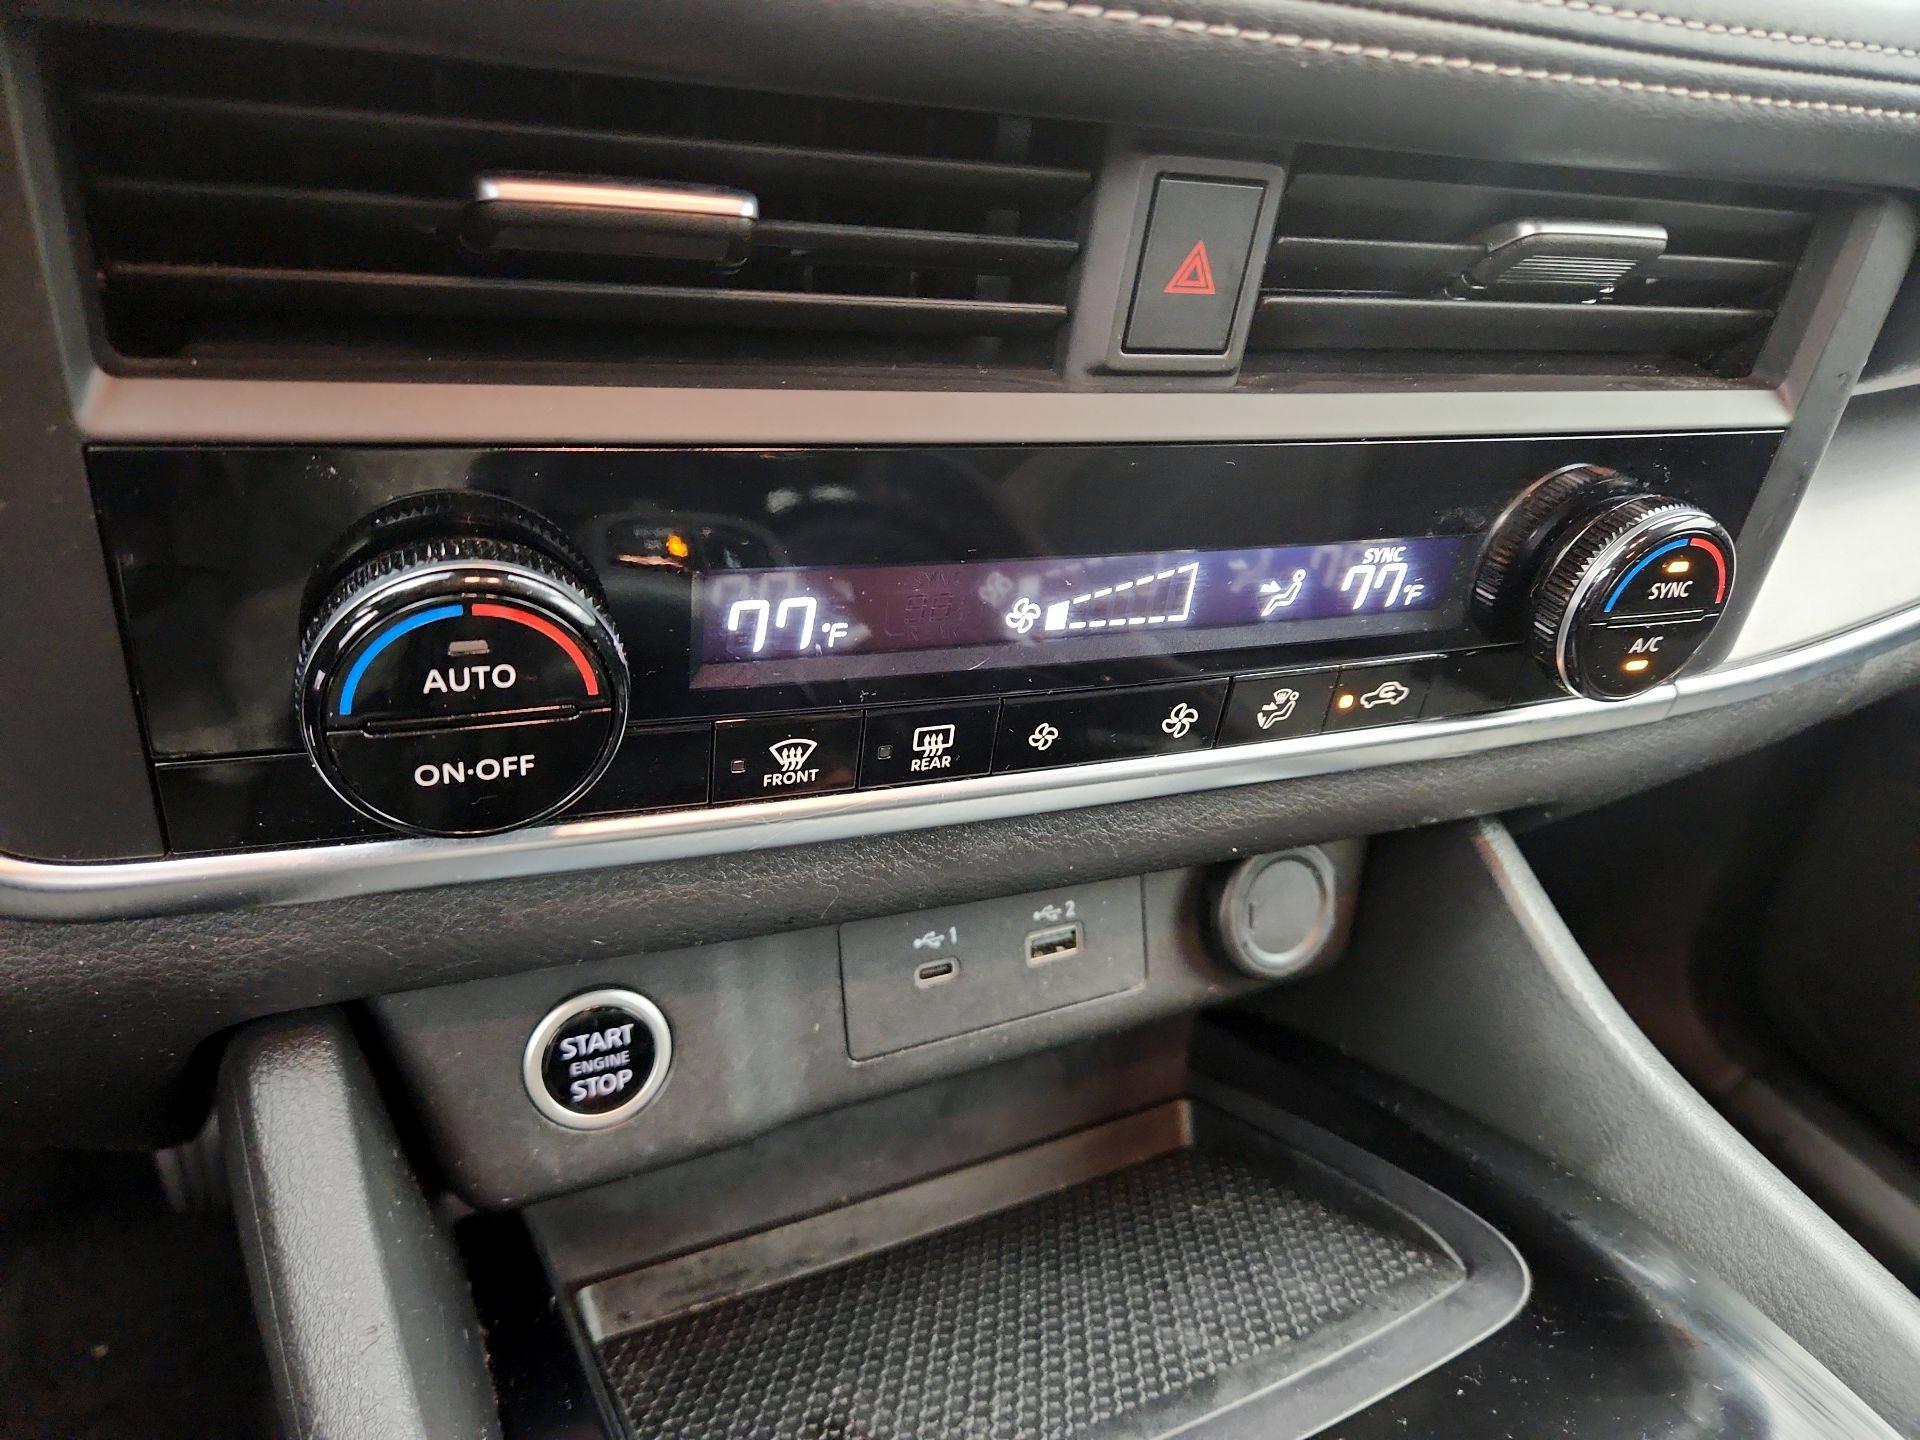 77°F
SYNC
77°F
AUTO
ON·OFF
SYNC
A/C
FRONT
REAR
1
2
START
ENGINE
STOP